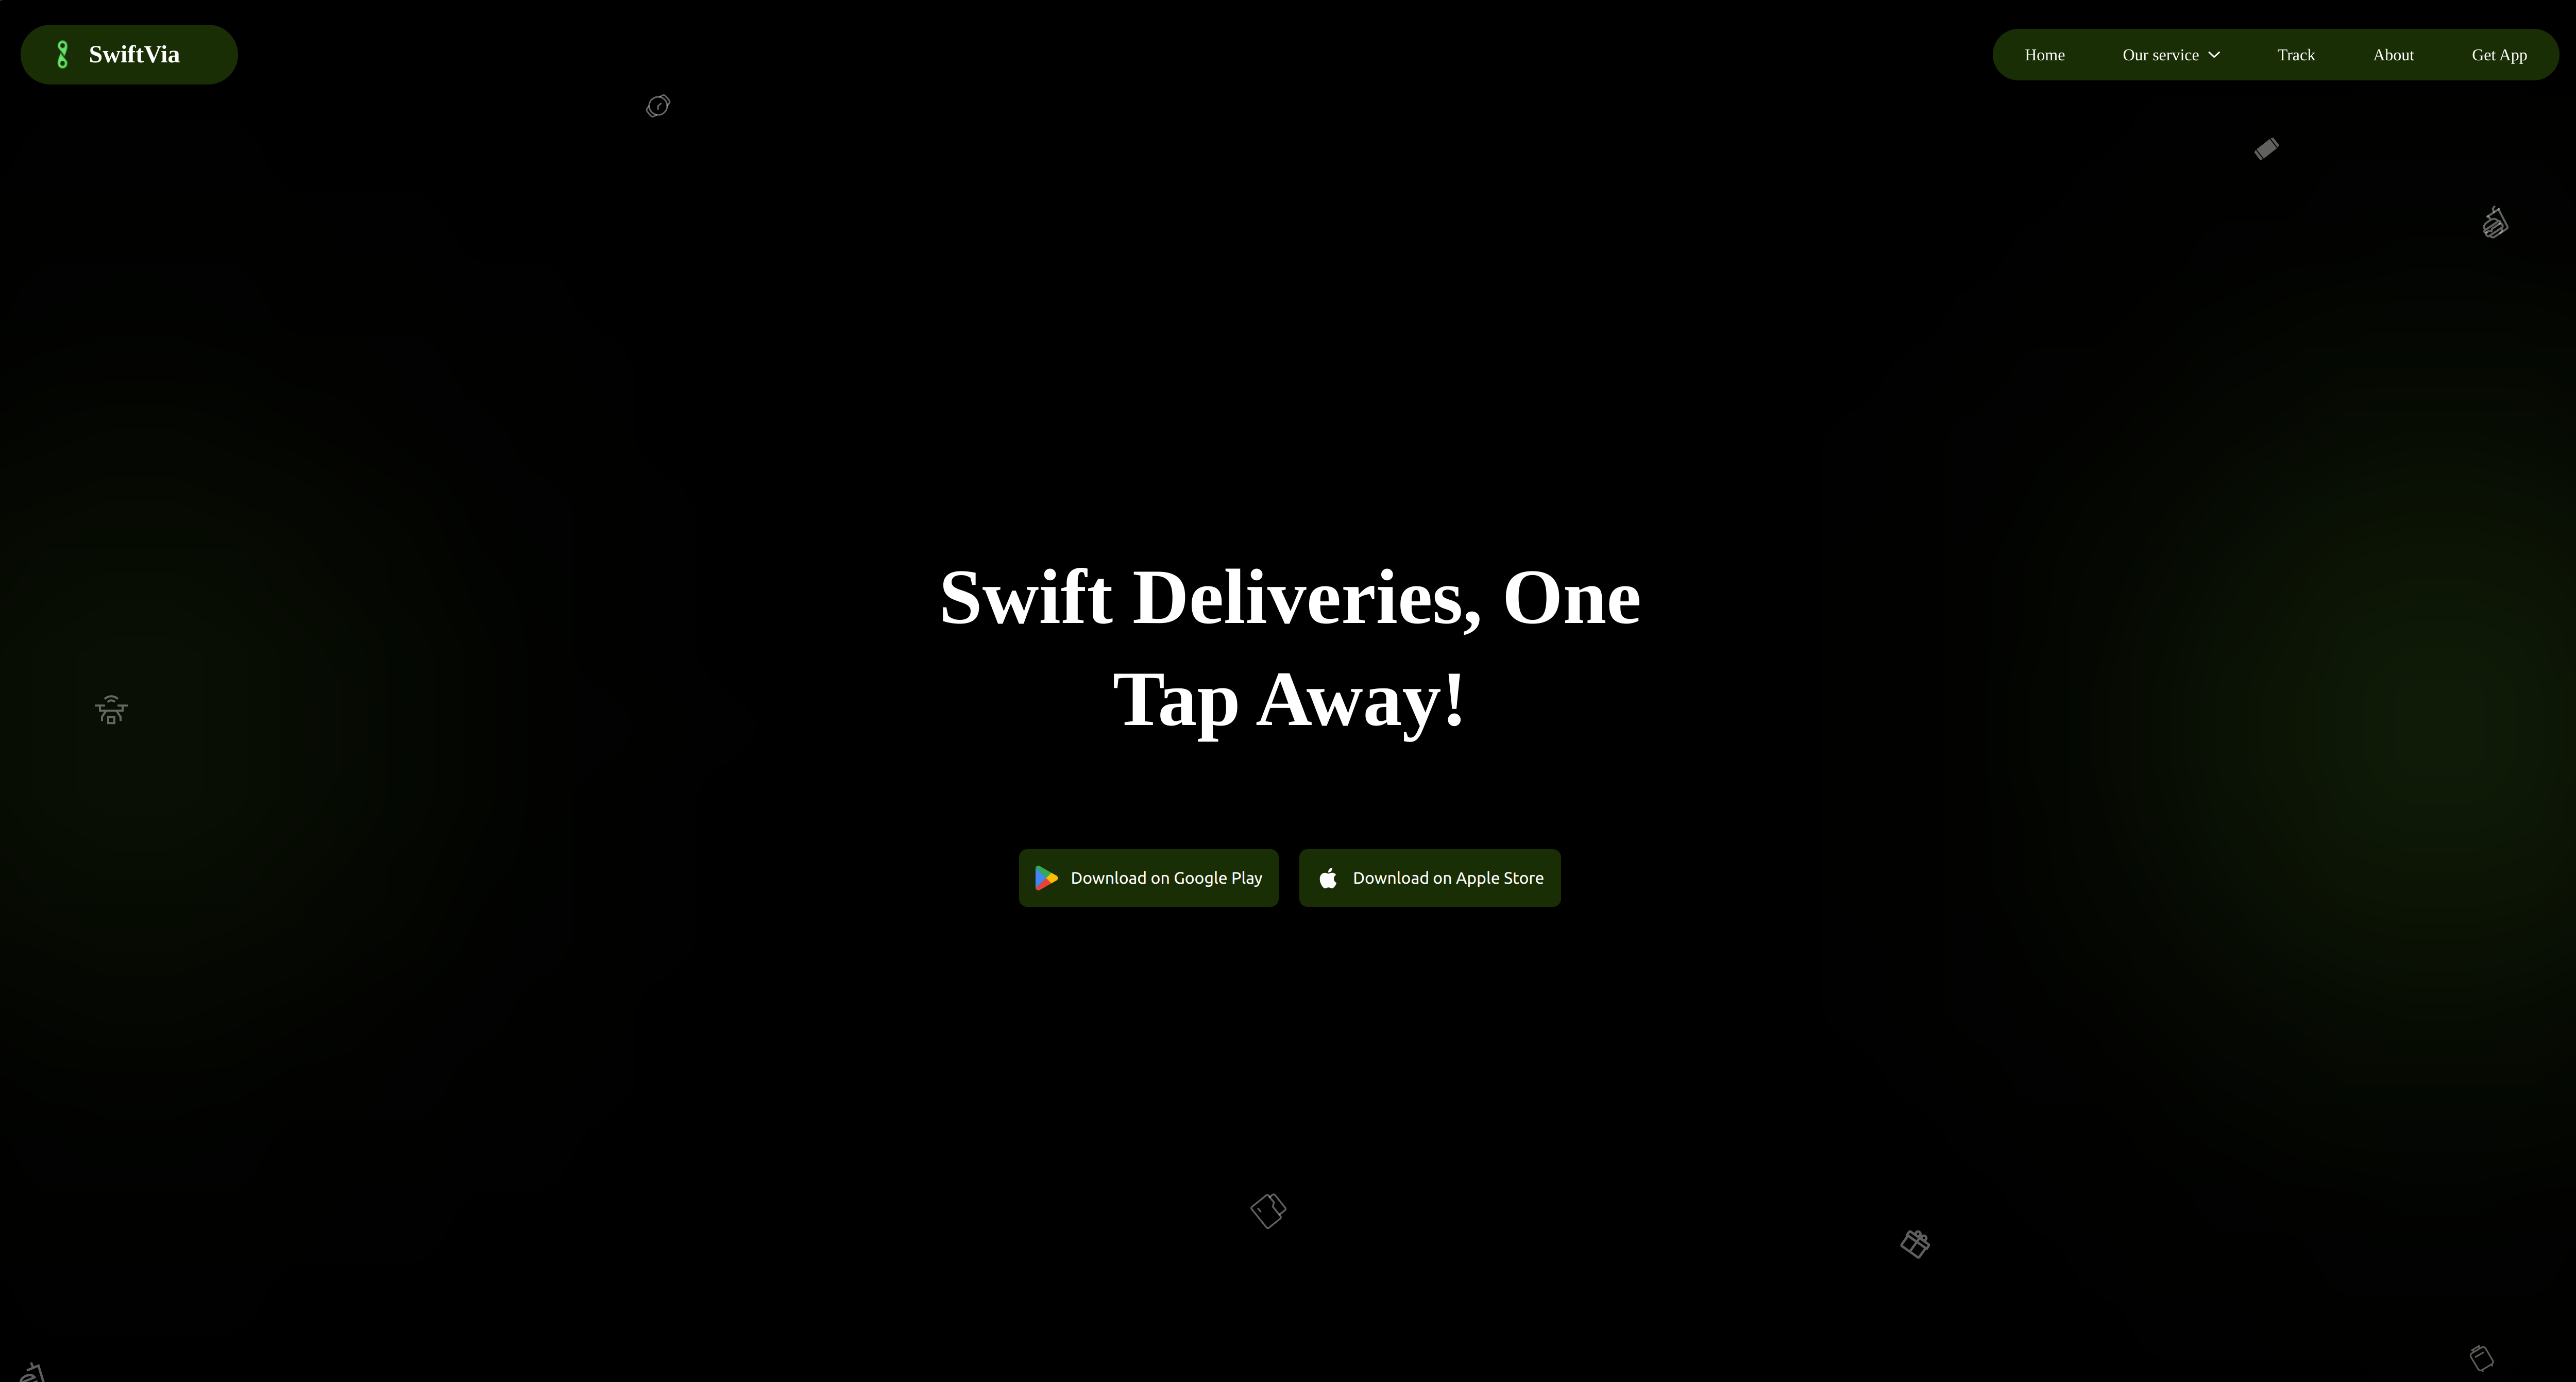 SwiftVia
Home
Our service
Track
About
Get App
Swift Deliveries, One
Tap Away!
Download on Google Play
Download on Apple Store